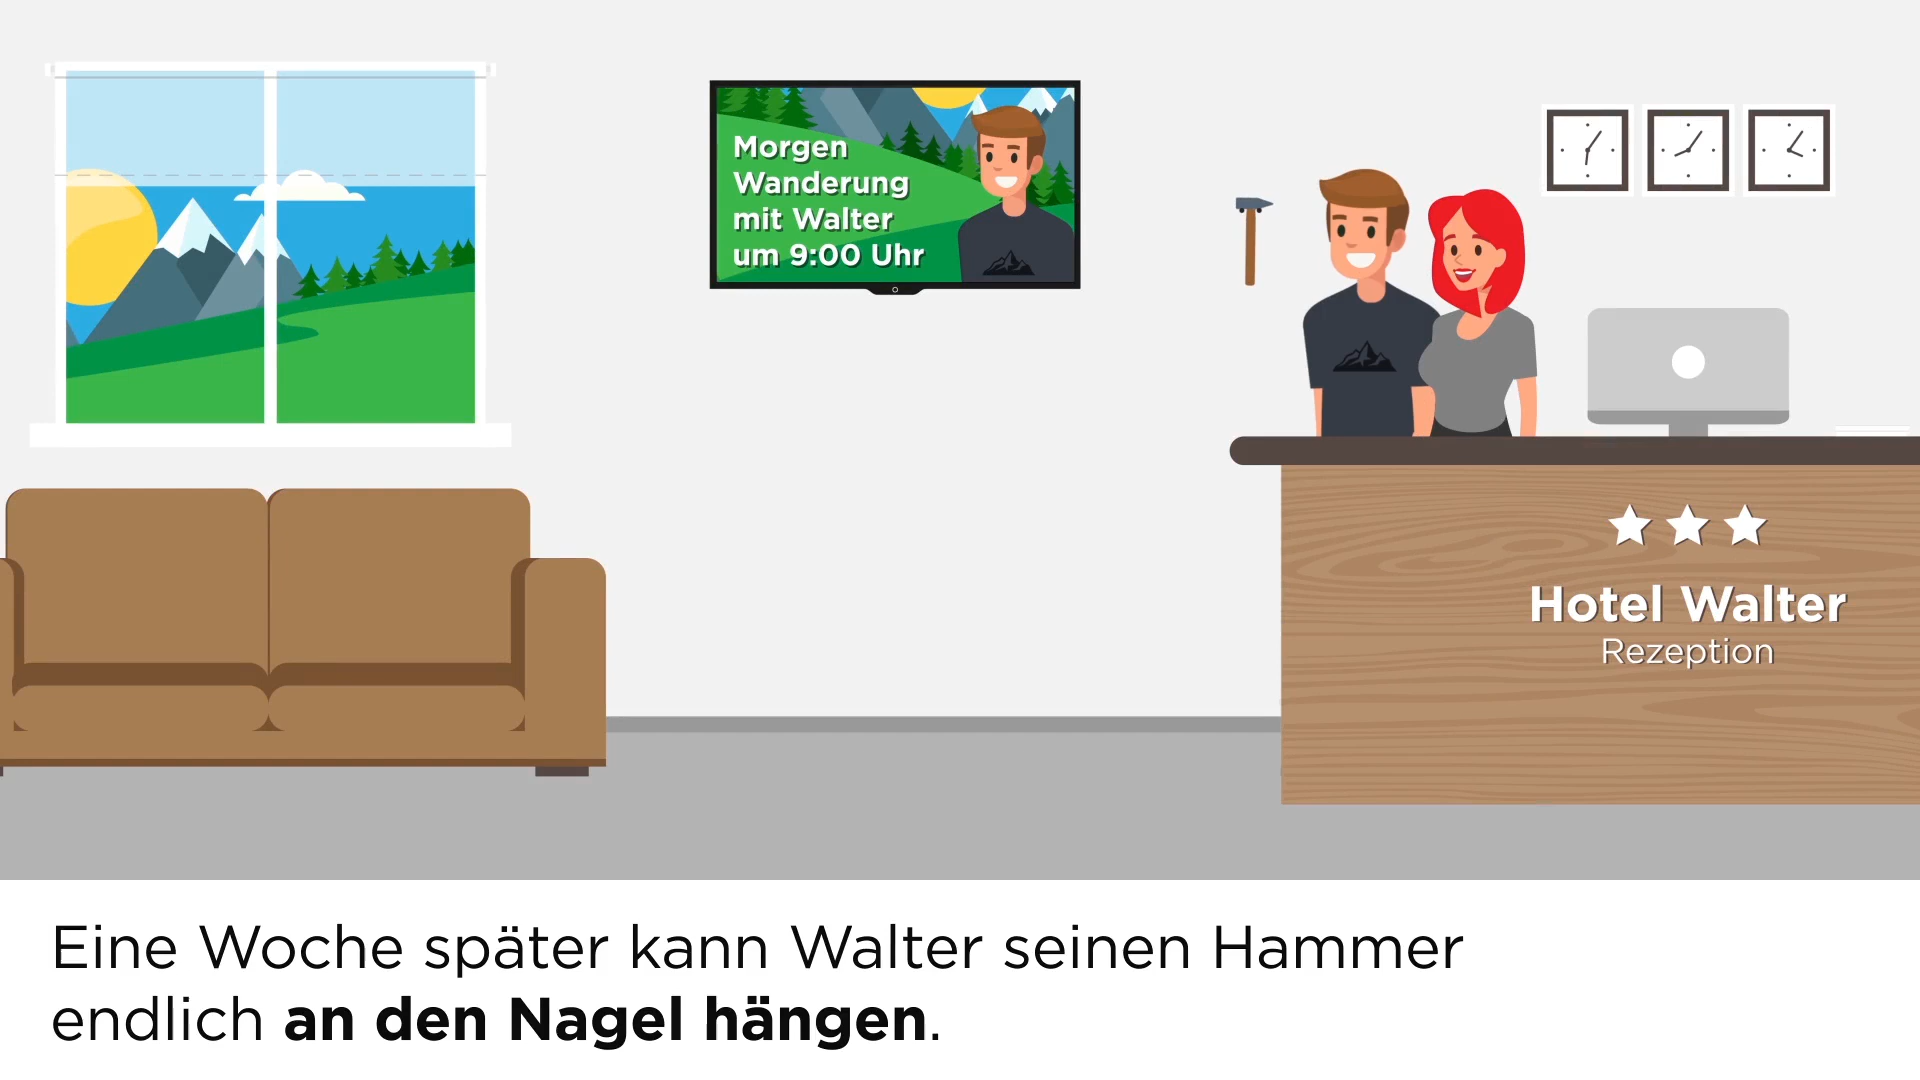 Morgen
Wanderung
mit Walter
um 9:00 Uhr
Hotel Walter
Rezeption
Eine Woche später kann Walter seinen Hammer
endlich an den Nagel hängen.